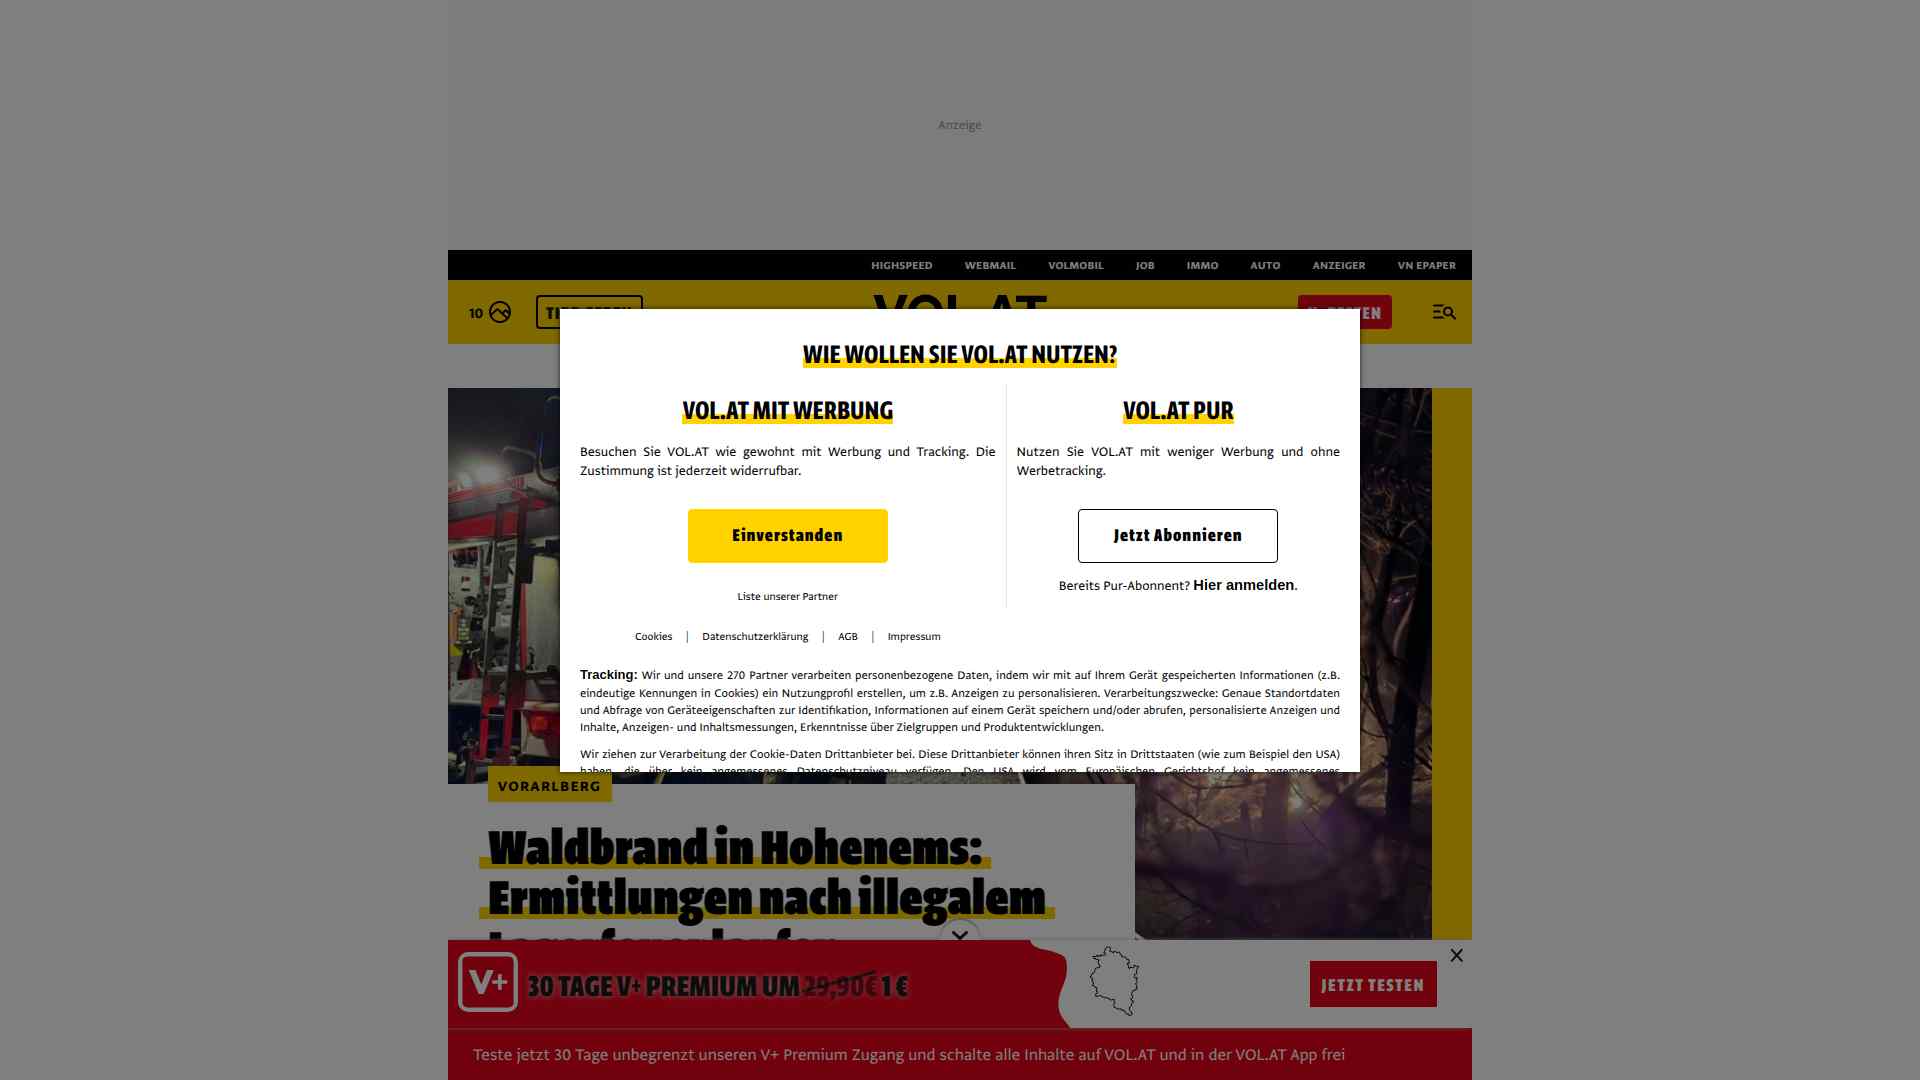 Anzeige
HIGHSPEED WEBMAIL VOLMOBIL JOB IMMO AUTO ANZEIGER VN EPAPER
10
VOL.AT
WIE WOLLEN SIE VOL.AT NUTZEN?
VOL.AT MIT WERBUNG
Besuchen Sie VOL.AT wie gewohnt mit Werbung und Tracking. Die
Zustimmung ist jederzeit widerrufbar.
Einverstanden
Liste unserer Partner
VOL.AT PUR
Nutzen Sie VOL.AT mit weniger Werbung und ohne
Werbetracking.
Jetzt Abonnieren
Bereits Pur-Abonnent? Hier anmelden.
Cookies | Datenschutzerklärung | AGB | Impressum
Tracking: Wir und unsere 270 Partner verarbeiten personenbezogene Daten, indem wir mit auf Ihrem Gerät gespeicherten Informationen (z.B.
eindeutige Kennungen in Cookies) ein Nutzungprofil erstellen, um z.B. Anzeigen zu personalisieren. Verarbeitungszwecke: Genaue Standortdaten
und Abfrage von Geräteeigenschaften zur Identifikation, Informationen auf einem Gerät speichern und/oder abrufen, personalisierte Anzeigen und
Inhalte, Anzeigen- und Inhaltsmessungen, Erkenntnisse über Zielgruppen und Produktentwicklungen.
Wir ziehen zur Verarbeitung der Cookie-Daten Drittanbieter bei. Diese Drittanbieter können ihren Sitz in Drittstaaten (wie zum Beispiel den USA)
haben, die über kein angemessenes Datenschutzniveau verfügen. Den USA wird vom Europäischen Gerichtshof kein angemessenes
VORARLBERG
Waldbrand in Hohenems:
Ermittlungen nach illegalem
Lagerfeuer laufen
V+
30 TAGE V+ PREMIUM UM 29,90€ 1 €
JETZT TESTEN
Teste jetzt 30 Tage unbegrenzt unseren V+ Premium Zugang und schalte alle Inhalte auf VOL.AT und in der VOL.AT App frei